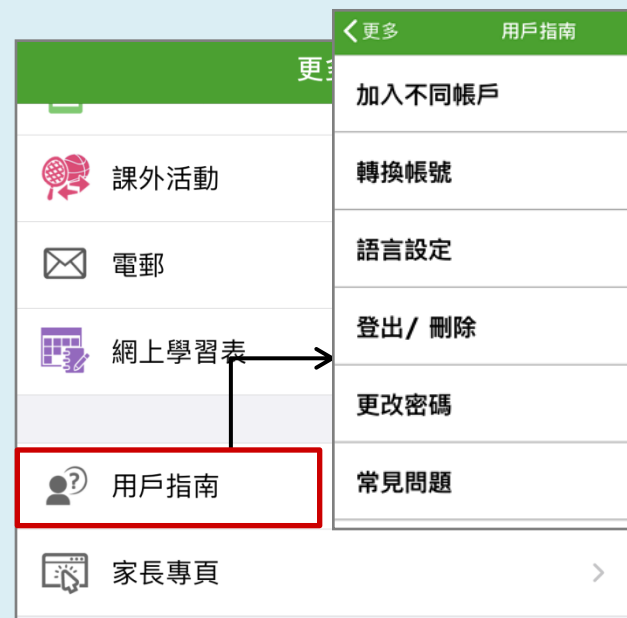 更
課外活動
電郵
網上學習表
用戶指南
家長專頁
更多
用戶指南
加入不同帳戶
轉換帳號
語言設定
登出/ 刪除
更改密碼
常見問題